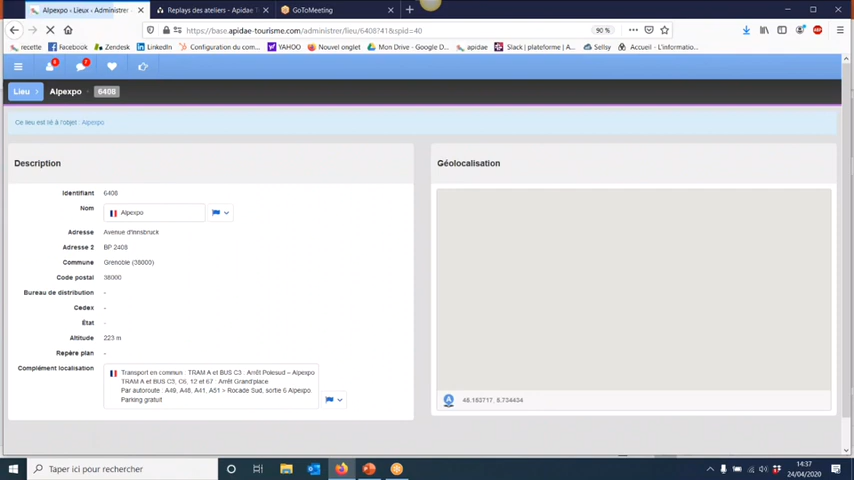 Alpexpo ‹ Lieux ‹ Administrer
Replays des ateliers - Apidae T
GoToMeeting
https://base.apidae-tourisme.com/administrer/lieu/6408741&spId=40
90 %
recette
Facebook
Zendesk
LinkedIn
Configuration du com...
YAHOO
Nouvel onglet
Mon Drive - Google D...
apidae
Slack | plateforme | A...
Sellsy
Accueil - L'informatio...
Lieu
Alpexpo
6408
Ce lieu est lié à l'objet Alpexpo
Description
Géolocalisation
Identifiant 6408
Nom Alpexpo
Adresse Avenue d'Innsbruck
Adresse 2 BP 2408
Commune Grenoble (38000)
Code postal 38000
Bureau de distribution -
Cedex -
État -
Altitude 223 m
Repère plan -
Complément localisation Transport en commun : TRAM A et BUS C3 : Arrêt Polesud – Alpexpo
TRAM A et BUS C3, C6, 12 et 67 : Arrêt Grand'place
Par autoroute : A49, A48, A41, A51 > Rocade Sud, sortie 6 Alpexpo.
Parking gratuit
45.153717, 5.734434
Taper ici pour rechercher
14:37
24/04/2020